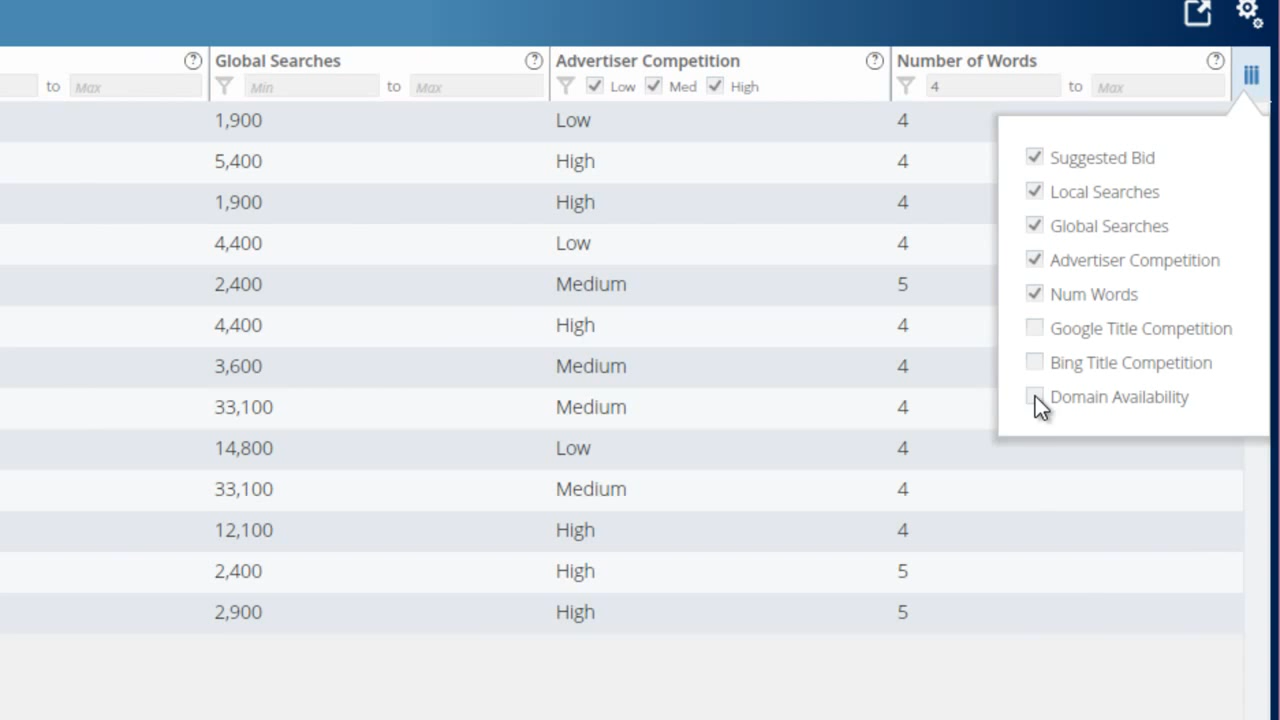 Global Searches Advertiser Competition Number of Words
to Max Min to Max Low Med High 4 to Max
1,900 Low 4
5,400 High 4
1,900 High 4
4,400 Low 4
2,400 Medium 5
4,400 High 4
3,600 Medium 4
33,100 Medium 4
14,800 Low 4
33,100 Medium 4
12,100 High 4
2,400 High 5
2,900 High 5
Suggested Bid
Local Searches
Global Searches
Advertiser Competition
Num Words
Google Title Competition
Bing Title Competition
Domain Availability